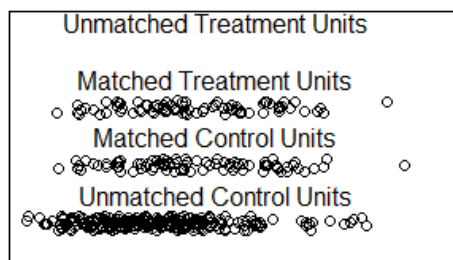 Unmatched Treatment Units
Matched Treatment Units
Matched Control Units
Unmatched Control Units